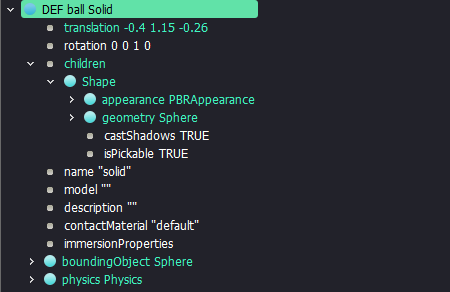 DEF ball Solid
translation -0.4 1.15 -0.26
rotation 0 0 1 0
children
Shape
appearance PBRAppearance
geometry Sphere
castShadows TRUE
isPickable TRUE
name "solid"
model ""
description ""
contactMaterial "default"
immersionProperties
boundingObject Sphere
physics Physics